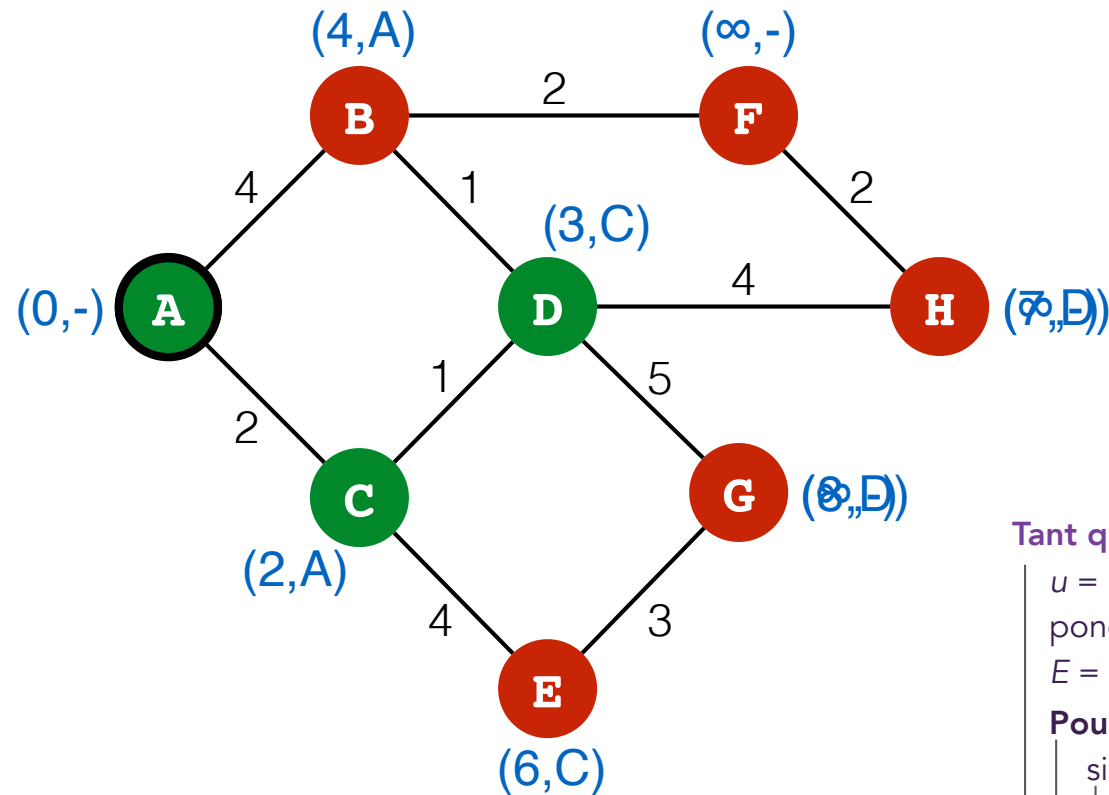 (4,A)
(∞,-)
B
2
F
4
1
2
(3,C)
(0,-)
A
D
4
H
1
5
2
C
G
(2,A)
4
3
E
(6,C)
Tant q
u =
pon
E =
Pou
si